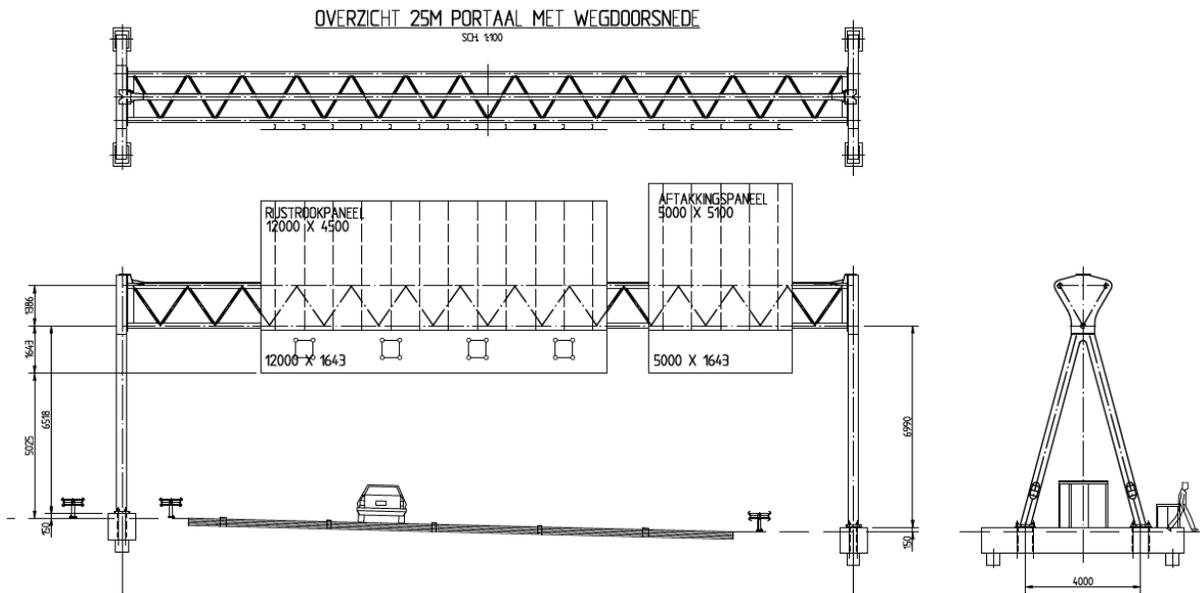 OVERZICHT 25M PORTAAL MET WEGDOORSNEDE
SCH. 1:100
RIJSTROOKPANEEL
12000 X 4500
AFTAKKINGSPANEEL
5000 X 5100
1386
1643
12000 X 1643
5000 X 1643
6518
5025
6990
150
150
4000